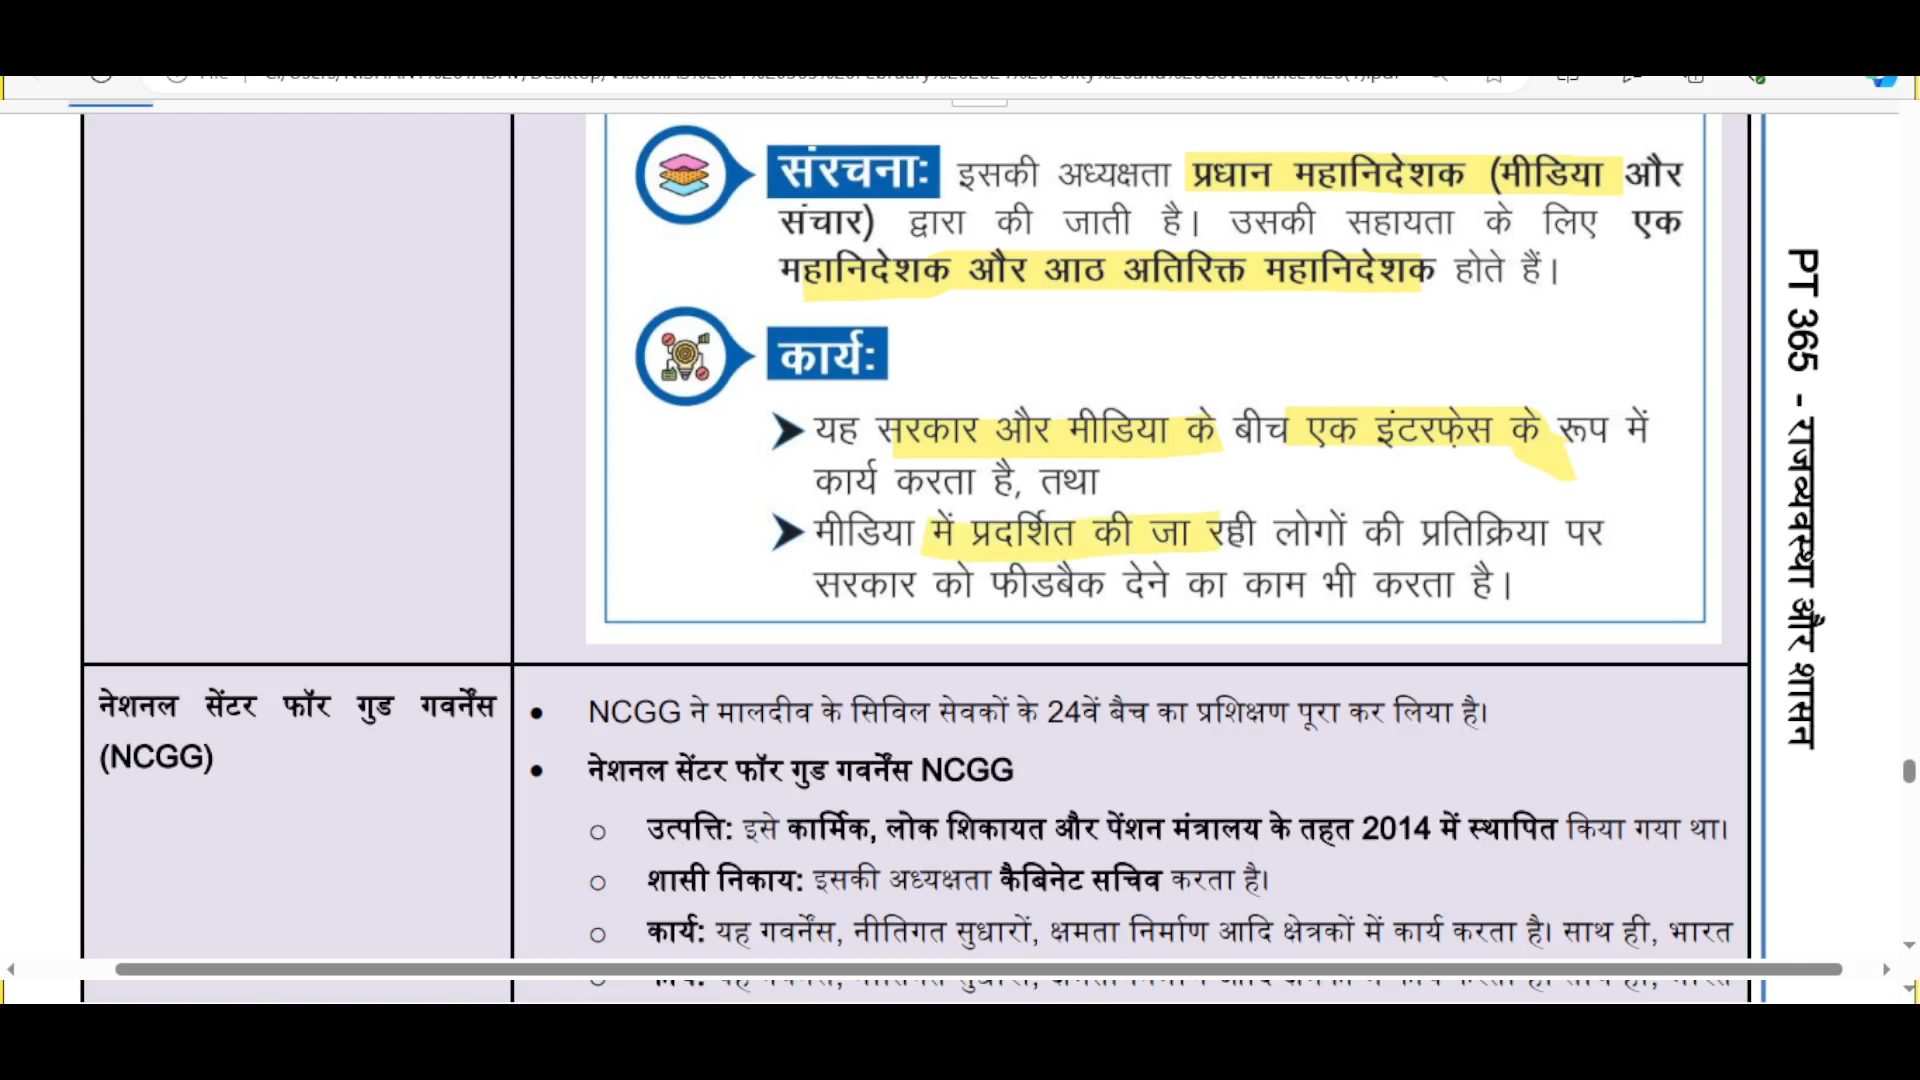 संरचना: इसकी अध्यक्षता प्रधान महानिदेशक (मीडिया और
संचार) द्वारा की जाती है। उसकी सहायता के लिए एक
महानिदेशक और आठ अतिरिक्त महानिदेशक होते हैं।
कार्य:
➤ यह सरकार और मीडिया के बीच एक इंटरफ़ेस के रूप में
कार्य करता है, तथा
➤ मीडिया में प्रदर्शित की जा रही लोगों की प्रतिक्रिया पर
सरकार को फीडबैक देने का काम भी करता है।
नेशनल सेंटर फॉर गुड गवर्नेंस
(NCGG)
• NCGG ने मालदीव के सिविल सेवकों के 24वें बैच का प्रशिक्षण पूरा कर लिया है।
• नेशनल सेंटर फॉर गुड गवर्नेंस NCGG
○ उत्पत्ति: इसे कार्मिक, लोक शिकायत और पेंशन मंत्रालय के तहत 2014 में स्थापित किया गया था।
○ शासी निकाय: इसकी अध्यक्षता कैबिनेट सचिव करता है।
○ कार्य: यह गवर्नेंस, नीतिगत सुधारों, क्षमता निर्माण आदि क्षेत्रकों में कार्य करता है। साथ ही, भारत
PT 365 - राजव्यवस्था और शासन